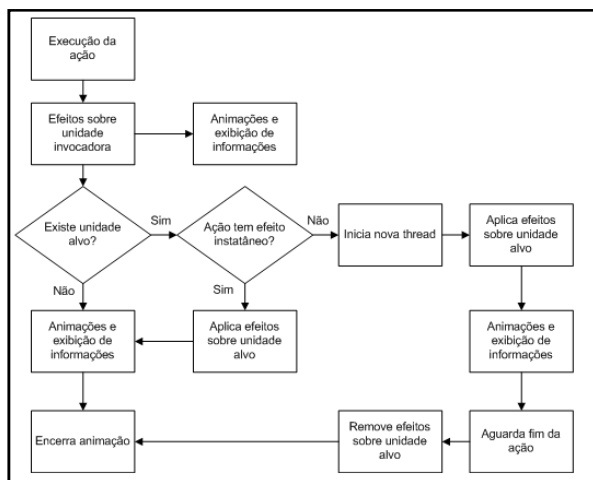 Execução da
ação
Efeitos sobre
unidade
invocadora
Animações e
exibição de
informações
Existe unidade
alvo?
Sim
Ação tem efeito
instatâneo?
Não
Inicia nova thread
Aplica efeitos
sobre unidade
alvo
Não
Sim
Animações e
exibição de
informações
Aplica efeitos
sobre unidade
alvo
Animações e
exibição de
informações
Encerra animação
Remove efeitos
sobre unidade
alvo
Aguarda fim da
ação